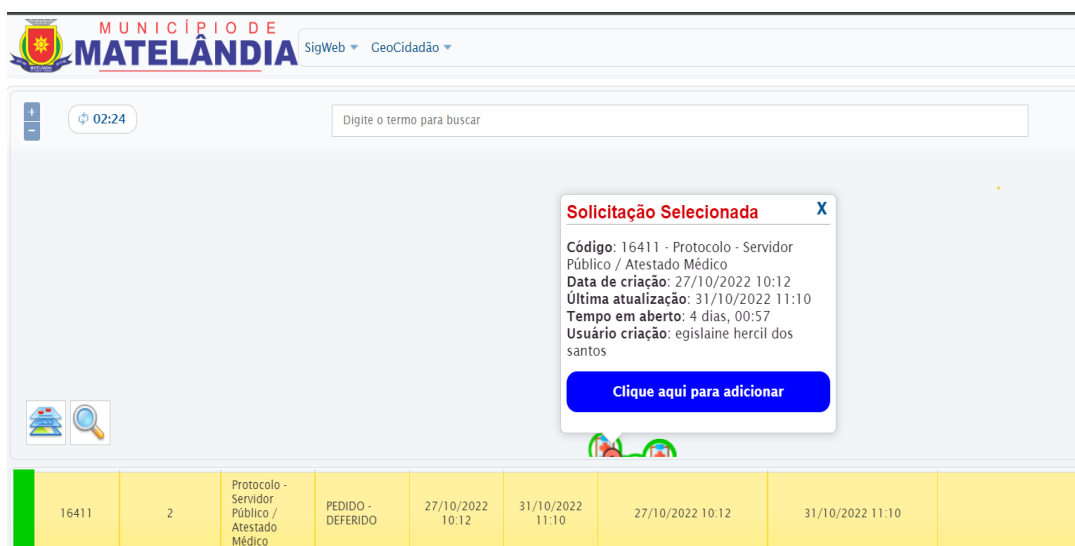 MUNICÍPIO DE
MATELÂNDIA
SigWeb GeoCidadão
+
02:24
Digite o termo para buscar
-
Solicitação Selecionada X
Código: 16411 - Protocolo - Servidor
Público / Atestado Médico
Data de criação: 27/10/2022 10:12
Última atualização: 31/10/2022 11:10
Tempo em aberto: 4 dias, 00:57
Usuário criação: egislaine hercil dos
santos
Clique aqui para adicionar
16411
2
Protocolo -
Servidor
Público /
Atestado
Médico
PEDIDO -
DEFERIDO
27/10/2022
10:12
31/10/2022
11:10
27/10/2022 10:12
31/10/2022 11:10